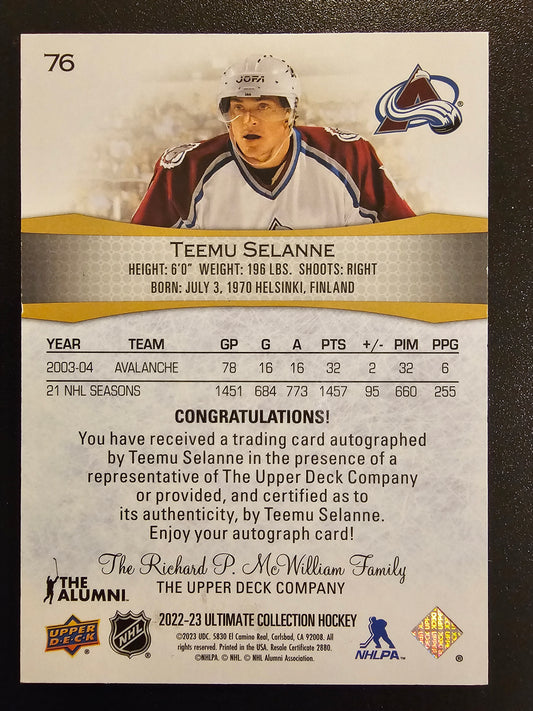 76
JOFA
A ®
TEEMU SELANNE
HEIGHT: 6'0" WEIGHT: 196 LBS. SHOOTS: RIGHT
BORN: JULY 3, 1970 HELSINKI, FINLAND
YEAR TEAM GP G A PTS +/- PIM PPG
2003-04 AVALANCHE 78 16 16 32 2 32 6
21 NHL SEASONS 1451 684 773 1457 95 660 255
CONGRATULATIONS!
You have received a trading card autographed
by Teemu Selanne in the presence of a
representative of The Upper Deck Company
or provided, and certified as to
its authenticity, by Teemu Selanne.
Enjoy your autograph card!
The Richard P. McWilliam Family
THE UPPER DECK COMPANY
THE
ALUMNI
2022-23 ULTIMATE COLLECTION HOCKEY
©2023 UDC. 5830 El Camino Real, Carlsbad, CA 92008. All
rights reserved. Printed in the USA. Resale Certificate 2880.
©NHLPA. © NHL. © NHL Alumni Association.
UPPER
DECK
NHL
NHLPA
®